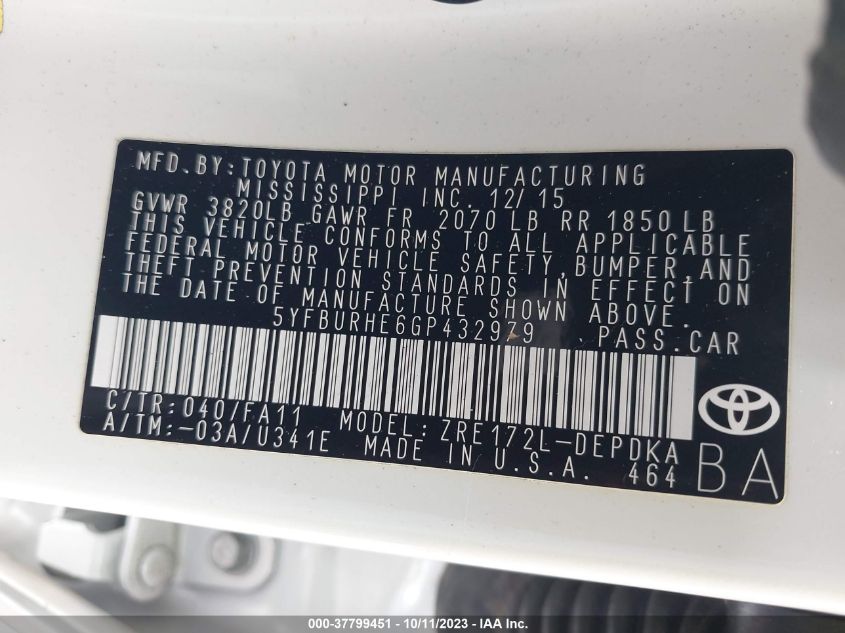 MFD.BY:TOYOTA MOTOR MANUFACTURING
MISSISSIPPI INC. 12/15
GVWR 3820LB GAWR FR 2070 LB RR 1850 LB
THIS VEHICLE CONFORMS TO ALL APPLICABLE
FEDERAL MOTOR VEHICLE SAFETY,BUMPER,AND
THEFT PREVENTION STANDARDS IN EFFECT ON
THE DATE OF MANUFACTURE SHOWN ABOVE.
5YFBURHE6GP432979 PASS.CAR
C/TR:040/FA11 MODEL:ZRE172L-DEPDKA
A/TM:-03A/U341E MADE IN U.S.A. 464
BA
000-37799451 - 10/11/2023 - IAA Inc.